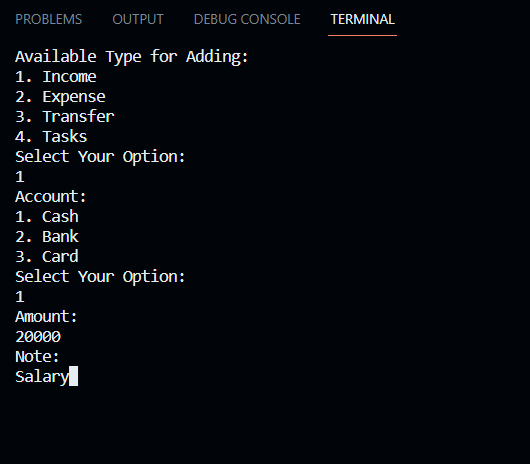 PROBLEMS OUTPUT DEBUG CONSOLE TERMINAL
Available Type for Adding:
1. Income
2. Expense
3. Transfer
4. Tasks
Select Your Option:
1
Account:
1. Cash
2. Bank
3. Card
Select Your Option:
1
Amount:
20000
Note:
Salary